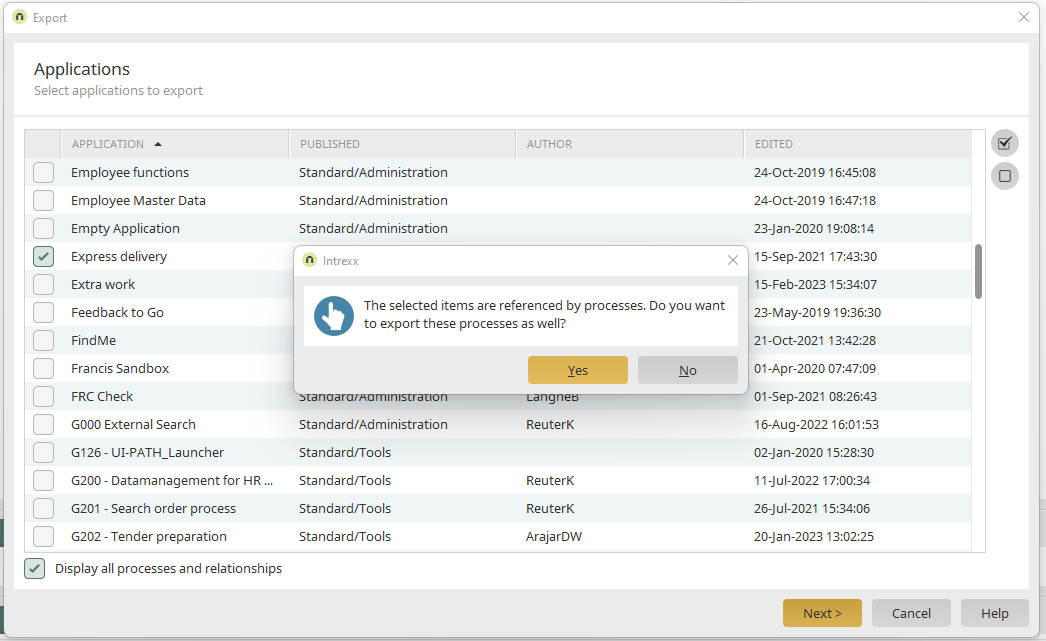 Export
Applications
Select applications to export
APPLICATION PUBLISHED AUTHOR EDITED
Employee functions Standard/Administration 24-Oct-2019 16:45:08
Employee Master Data Standard/Administration 24-Oct-2019 16:47:18
Empty Application Standard/Administration 23-Jan-2020 19:08:14
Express delivery 15-Sep-2021 17:43:30
Extra work 15-Feb-2023 15:34:07
Feedback to Go 23-May-2019 19:36:30
FindMe 21-Oct-2021 13:42:28
Francis Sandbox 01-Apr-2020 07:47:09
FRC Check Standard/Administration LangheB 01-Sep-2021 08:26:43
G000 External Search Standard/Administration ReuterK 16-Aug-2022 16:01:53
G126 - UI-PATH_Launcher Standard/Tools 02-Jan-2020 15:28:30
G200 - Datamanagement for HR ... Standard/Tools ReuterK 11-Jul-2022 17:00:34
G201 - Search order process Standard/Tools ReuterK 26-Jul-2021 15:34:06
G202 - Tender preparation Standard/Tools ArajarDW 20-Jan-2023 13:02:25
Intrexx
The selected items are referenced by processes. Do you want
to export these processes as well?
Yes No
Display all processes and relationships
Next > Cancel Help